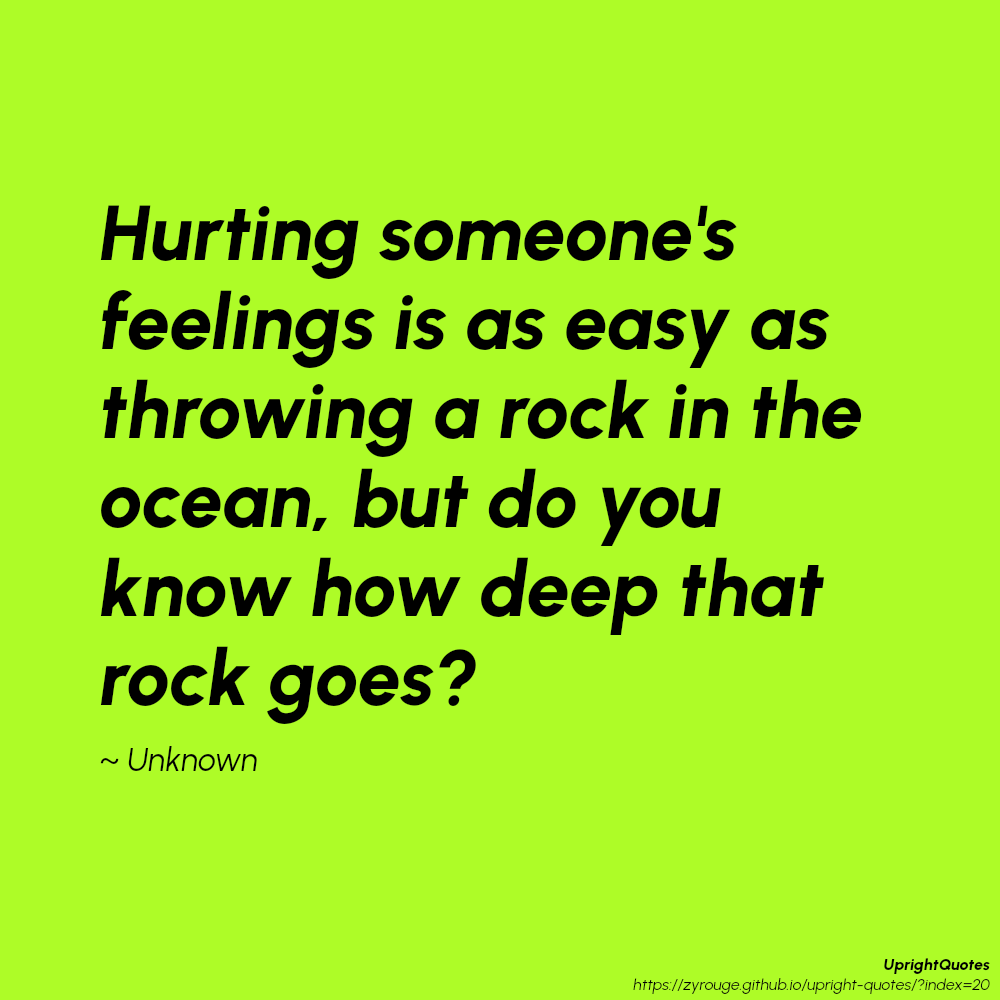 Hurting someone's
feelings is as easy as
throwing a rock in the
ocean, but do you
know how deep that
rock goes?
~ Unknown
UprightQuotes
https://zyrouge.github.io/upright-quotes/?index=20